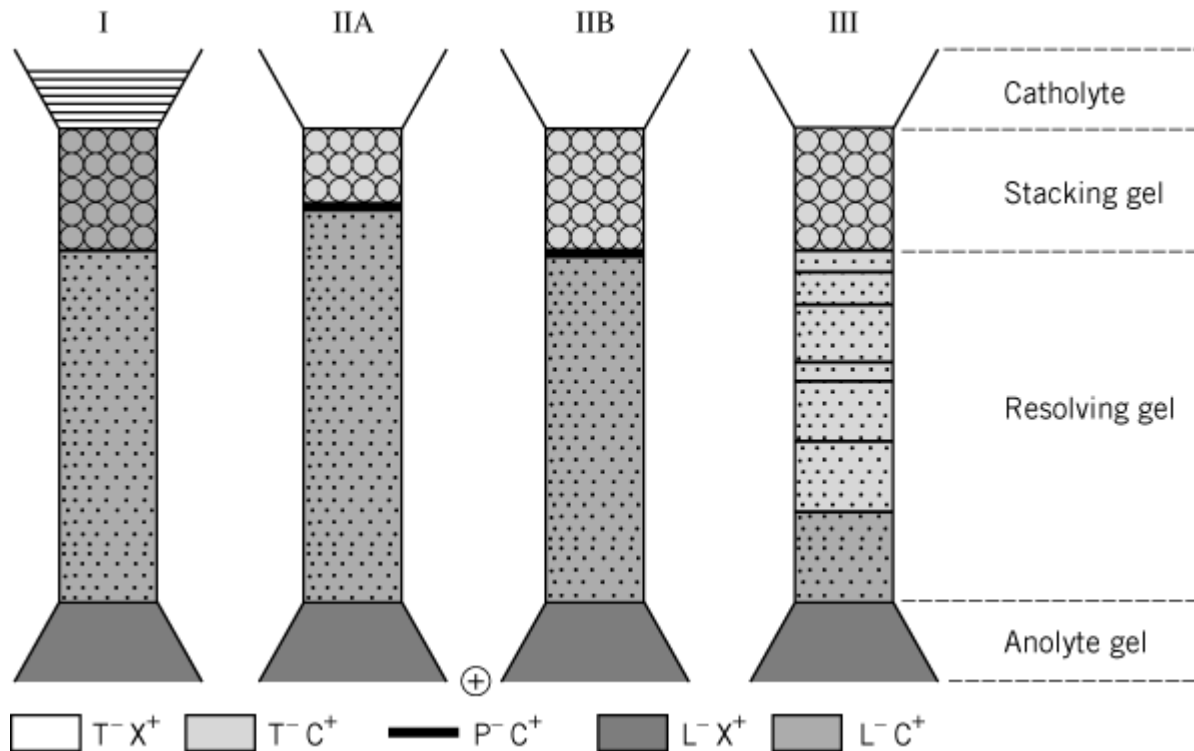 I IIA IIB III
Catholyte
Stacking gel
Resolving gel
Anolyte gel
+
T⁻ X⁺ T⁻ C⁺ P⁻ C⁺ L⁻ X⁺ L⁻ C⁺